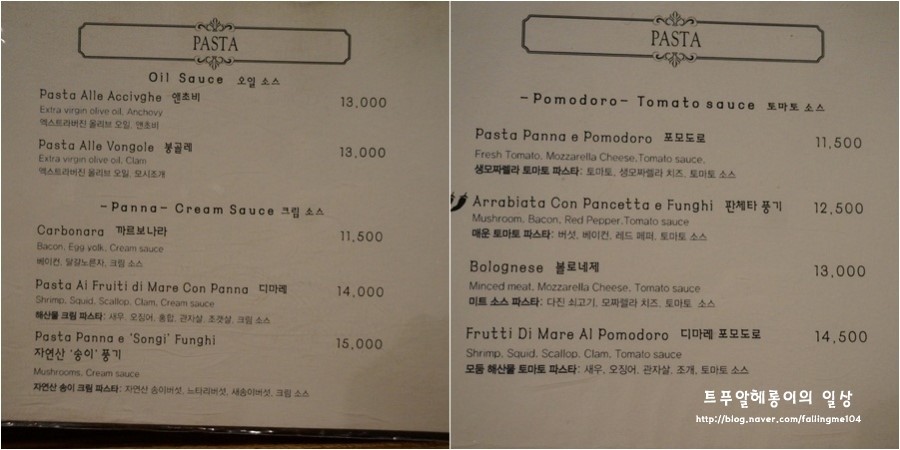 PASTA
Oil Sauce 오일 소스
Pasta Alle Accivghe 앤초비 13,000
Extra virgin olive oil, Anchovy
엑스트라버진 올리브 오일, 앤초비
Pasta Alle Vongole 봉골레 13,000
Extra virgin olive oil, Clam
엑스트라버진 올리브 오일, 모시조개
-Panna- Cream Sauce 크림 소스
Carbonara 까르보나라 11,500
Bacon, Egg yolk, Cream sauce
베이컨, 달걀노른자, 크림 소스
Pasta Ai Fruiti di Mare Con Panna 디마레 14,000
Shrimp, Squid, Scallop, Clam, Cream sauce
해산물 크림 파스타: 새우, 오징어, 홍합, 관자살, 조갯살, 크림 소스
Pasta Panna e 'Songi' Funghi 15,000
자연산 '송이' 풍기
Mushrooms, Cream sauce
자연산 송이 크림 파스타: 자연산 송이버섯, 느타리버섯, 새송이버섯, 크림 소스
PASTA
-Pomodoro- Tomato sauce 토마토 소스
Pasta Panna e Pomodoro 포모도로 11,500
Fresh Tomato, Mozzarella Cheese,Tomato sauce,
생모짜렐라 토마토 파스타: 토마토, 생모짜렐라 치즈, 토마토 소스
Arrabiata Con Pancetta e Funghi 판체타 풍기 12,500
Mushroom, Bacon, Red Pepper,Tomato sauce
매운 토마토 파스타: 버섯, 베이컨, 레드 페퍼, 토마토 소스
Bolognese 볼로네제 13,000
Minced meat, Mozzarella Cheese, Tomato sauce
미트 소스 파스타: 다진 쇠고기, 모짜렐라 치즈, 토마토 소스
Frutti Di Mare Al Pomodoro 디마레 포모도로 14,500
Shrimp, Squid, Scallop, Clam, Tomato sauce
모둠 해산물 토마토 파스타: 새우, 오징어, 관자살, 조개, 토마토 소스
트푸알헤롱이의 일상
http://blog.naver.com/fallingme104